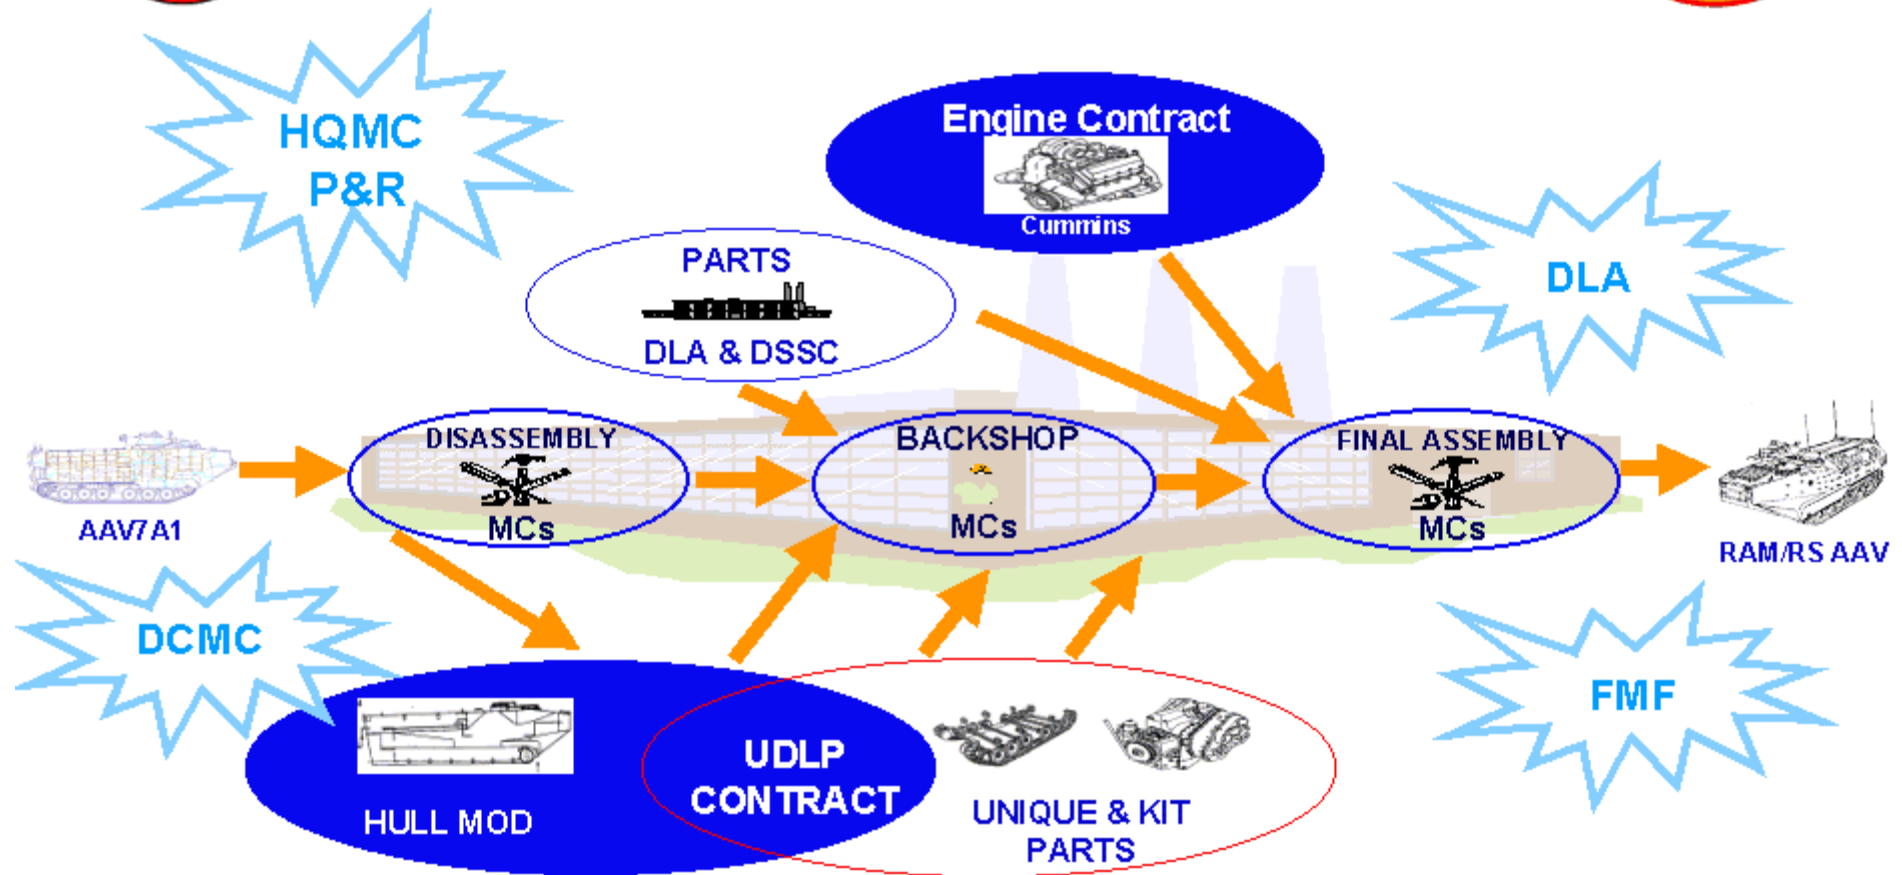 HQMC
P&R
Engine Contract
Cummins
PARTS
DLA & DSSC
DLA
DISASSEMBLY
MCs
BACKSHOP
MCs
FINAL ASSEMBLY
MCs
AAV7A1
RAM/RS AAV
DCMC
FMF
HULL MOD
UDLP
CONTRACT
UNIQUE & KIT
PARTS